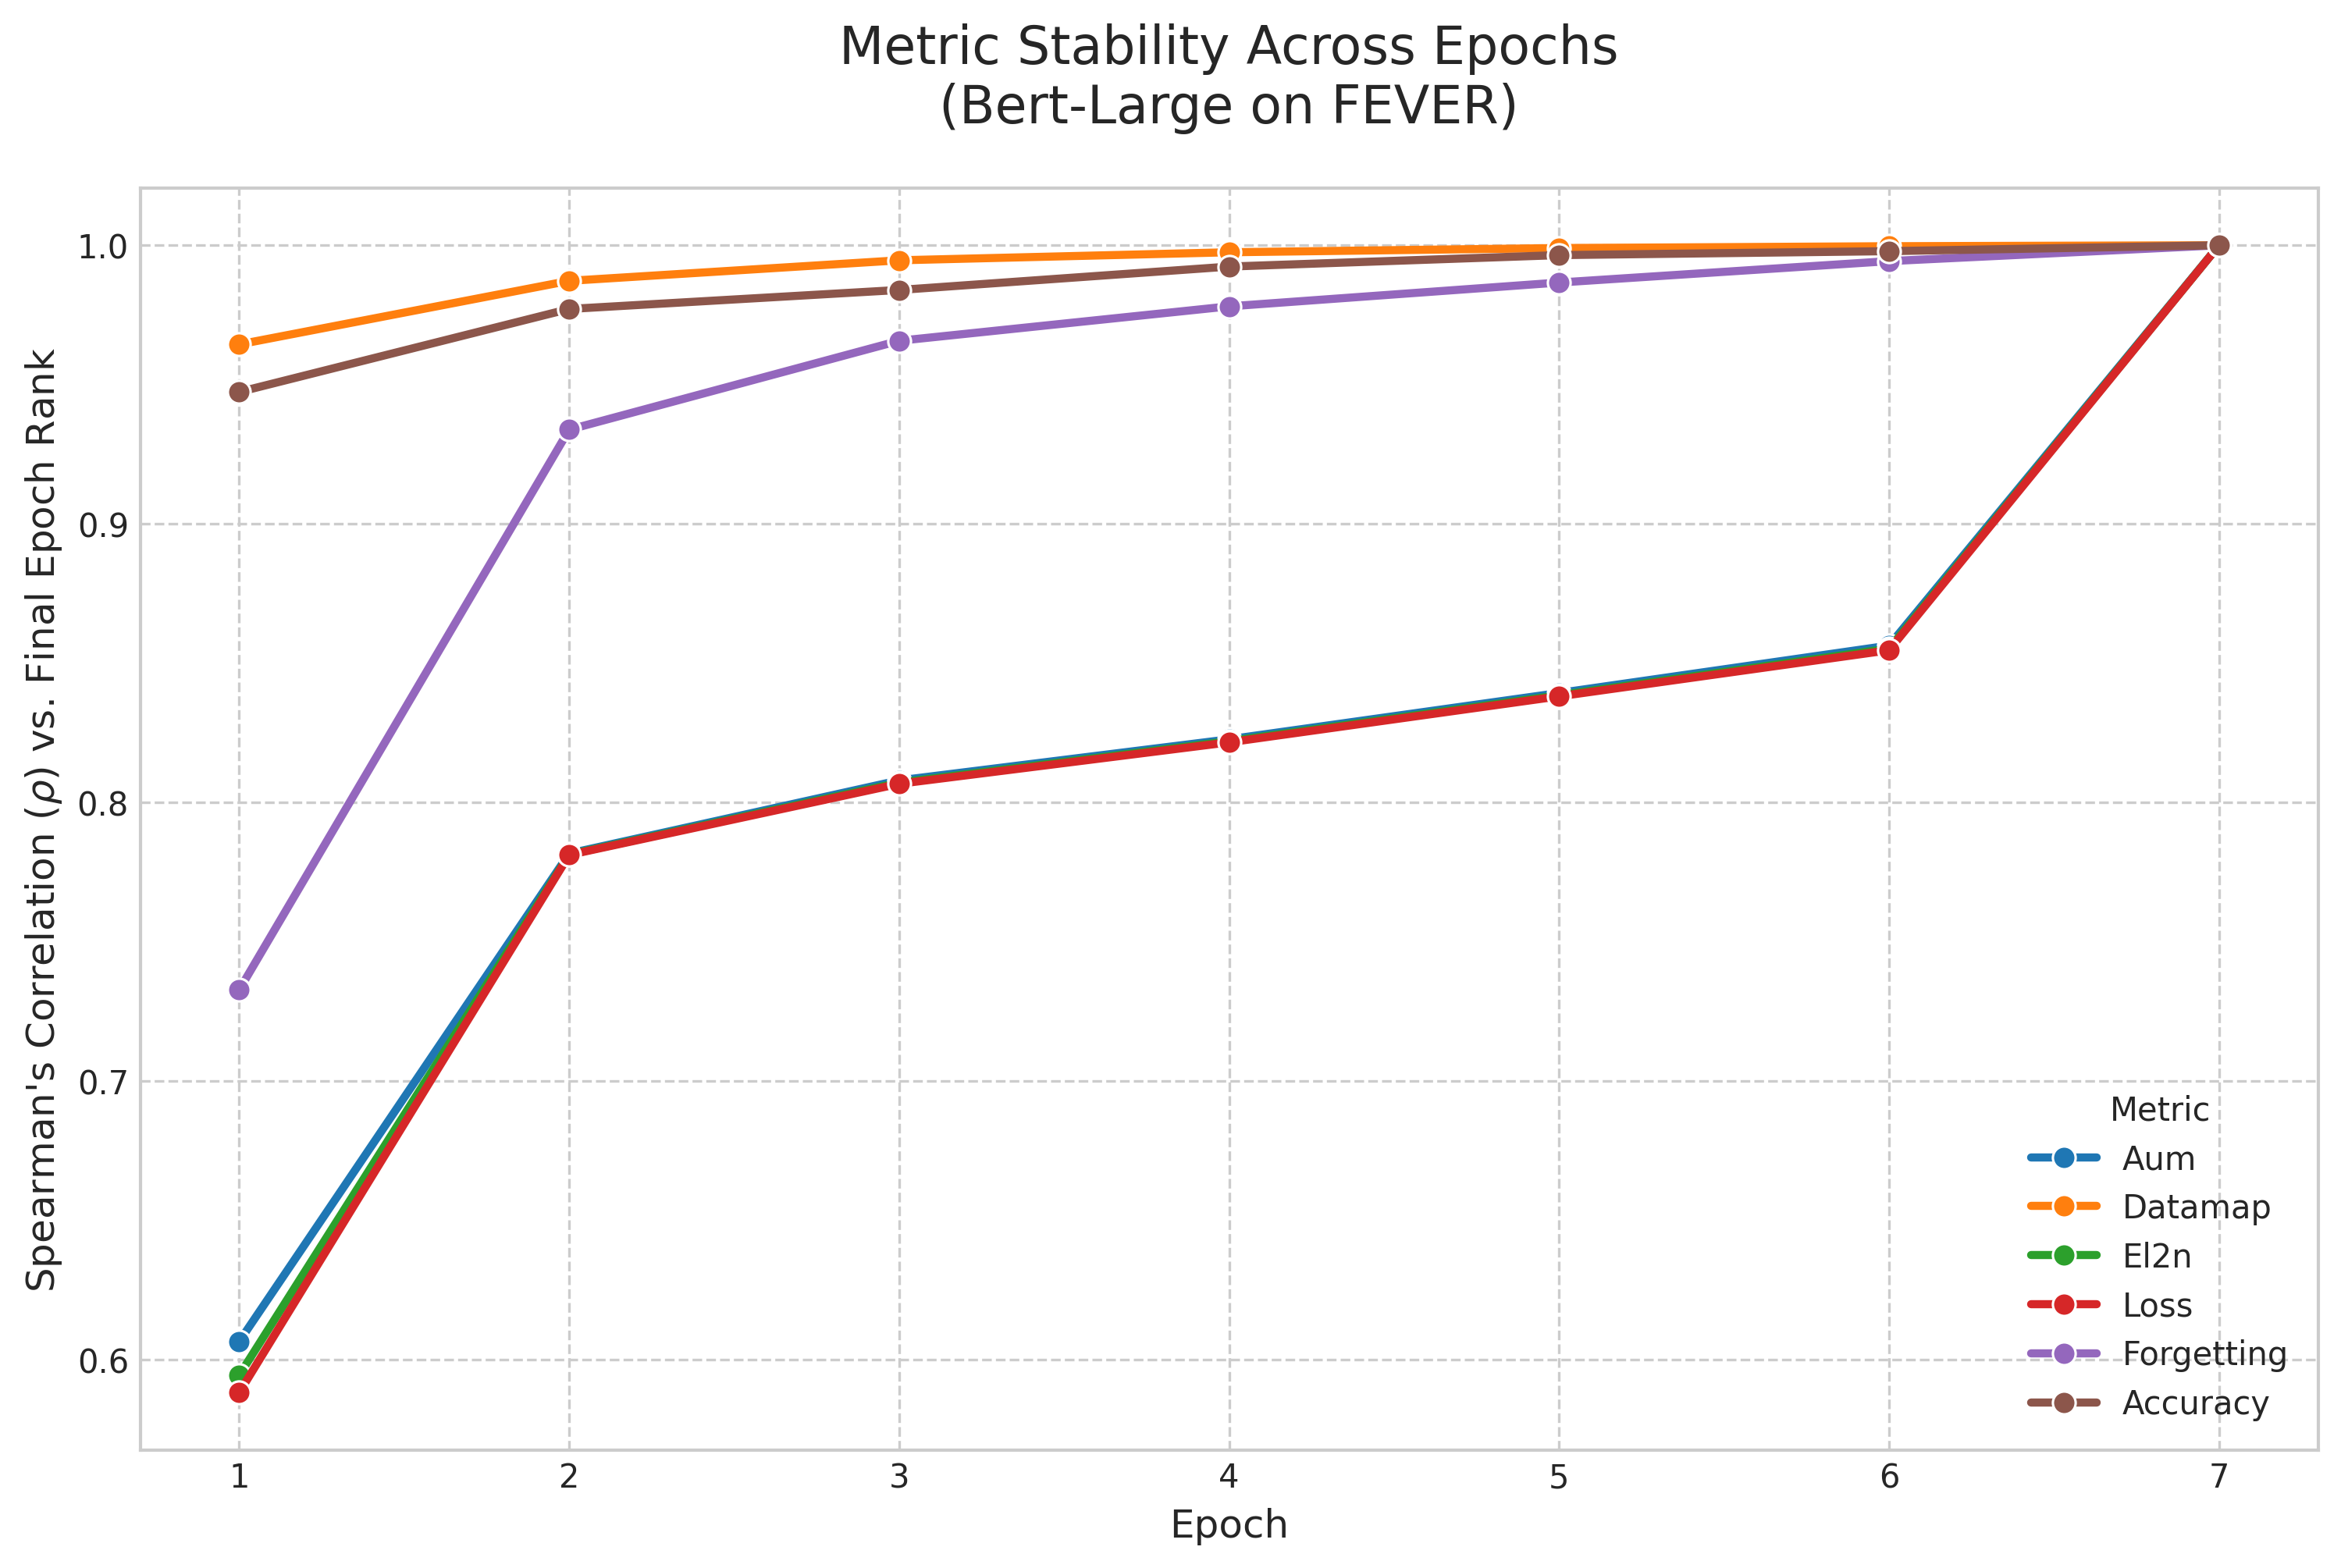 Metric Stability Across Epochs
(Bert-Large on FEVER)
Spearman's Correlation (ρ) vs. Final Epoch Rank
1.0
0.9
0.8
0.7
0.6
1 2 3 4 5 6 7
Epoch
Metric
Aum
Datamap
El2n
Loss
Forgetting
Accuracy